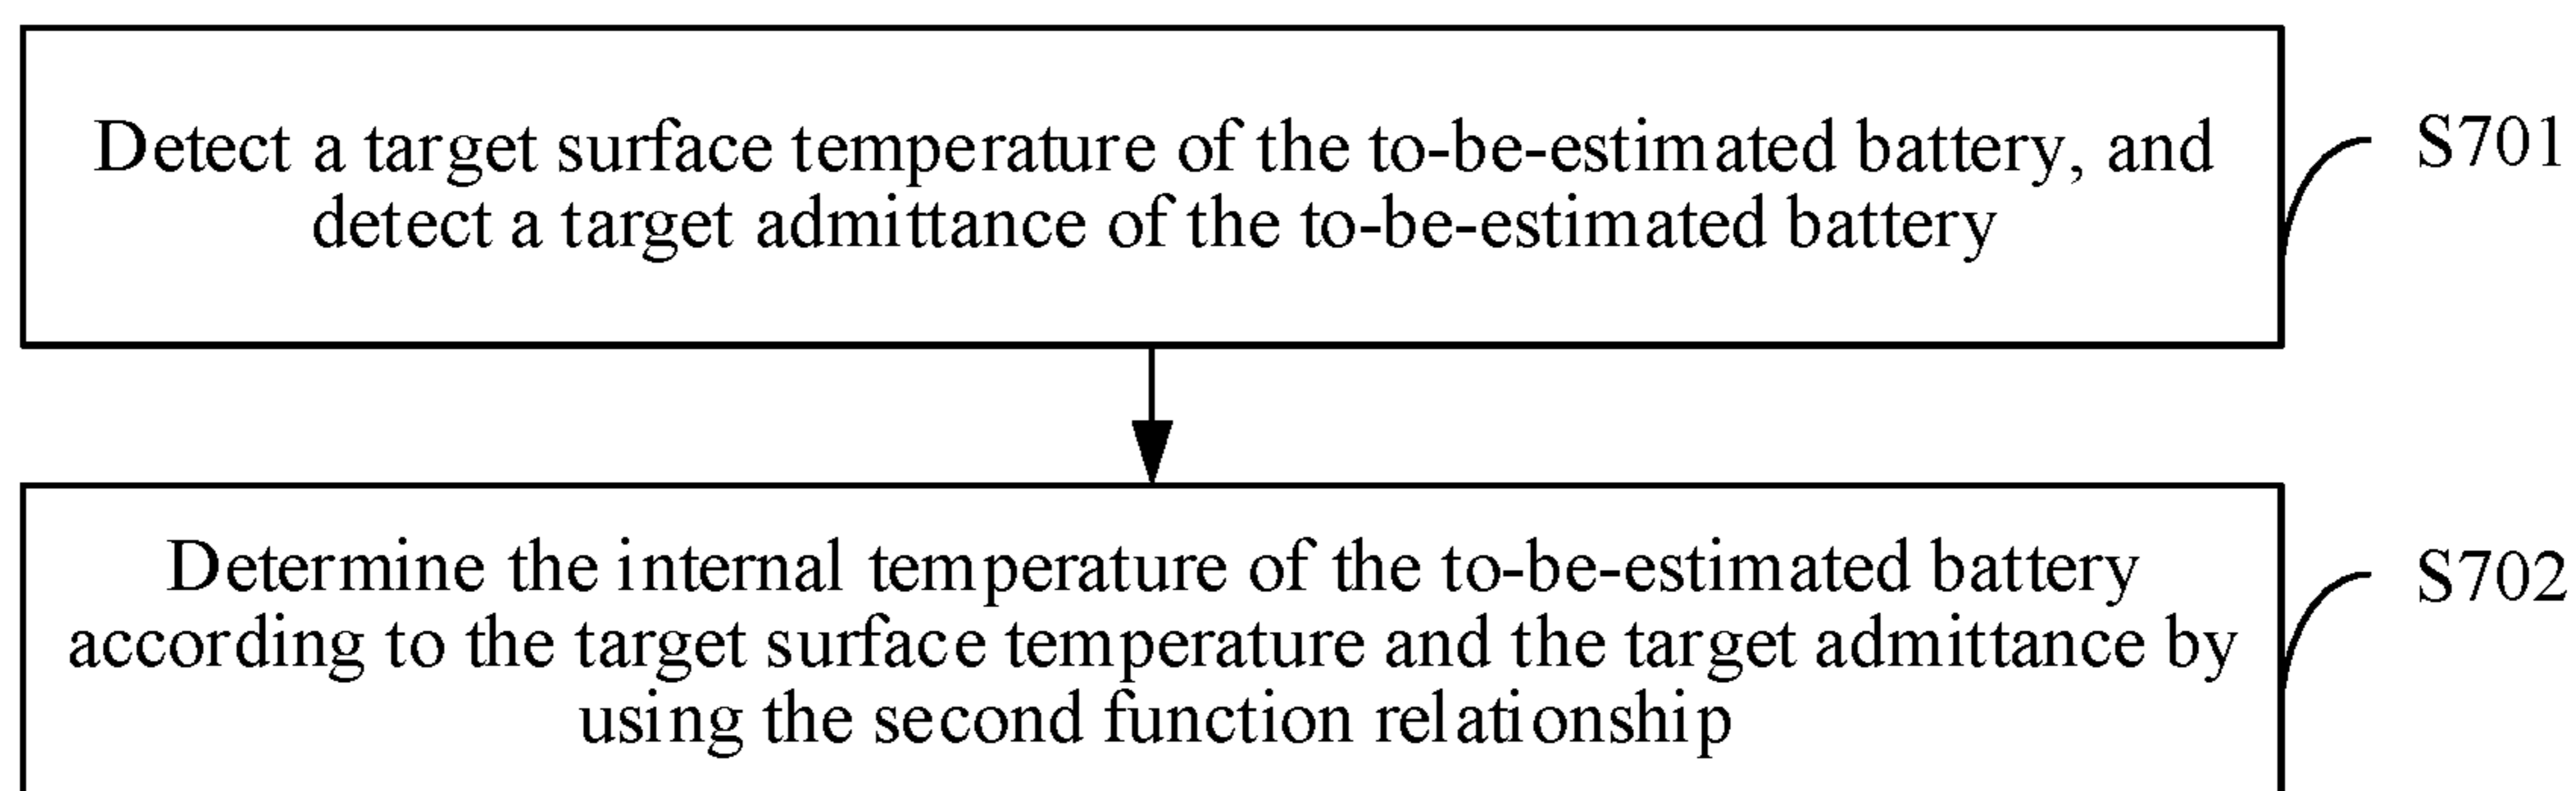 Detect a target surface temperature of the to-be-estimated battery, and
detect a target admittance of the to-be-estimated battery
S701
Determine the internal temperature of the to-be-estimated battery
according to the target surface temperature and the target admittance by
using the second function relationship
S702